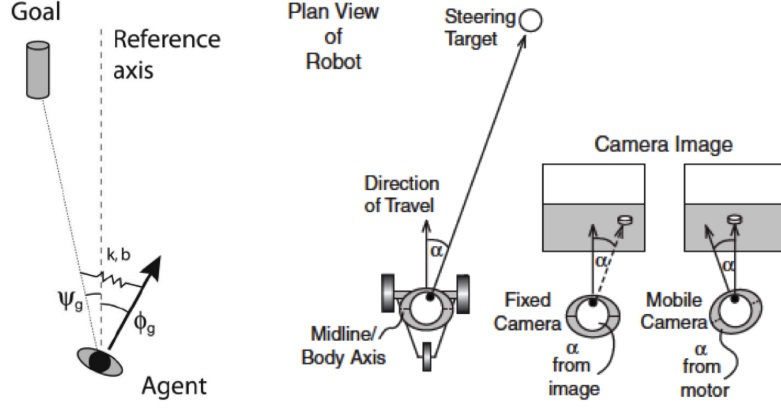 Goal
Reference
axis
k, b
ψg
ϕg
Agent
Plan View
of
Robot
Steering
Target
Direction
of Travel
α
Midline/
Body Axis
Camera Image
α
Fixed
Camera
α
from
image
α
Mobile
Camera
α
from
motor